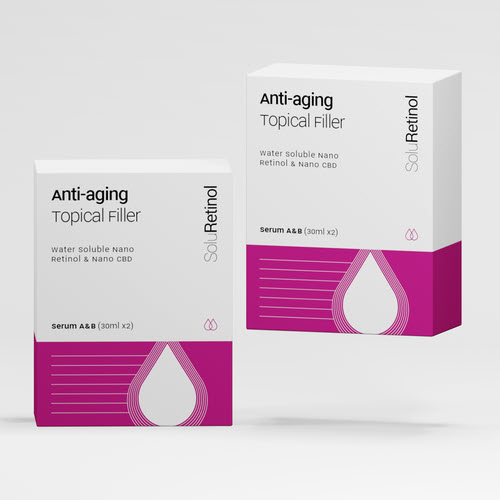 Anti-aging
Topical Filler
Water Soluble Nano
Retinol & Nano CBD
SoluRetinol
Serum A&B (30ml x2)
Anti-aging
Topical Filler
Water Soluble Nano
Retinol & Nano CBD
SoluRetinol
Serum A&B (30ml x2)